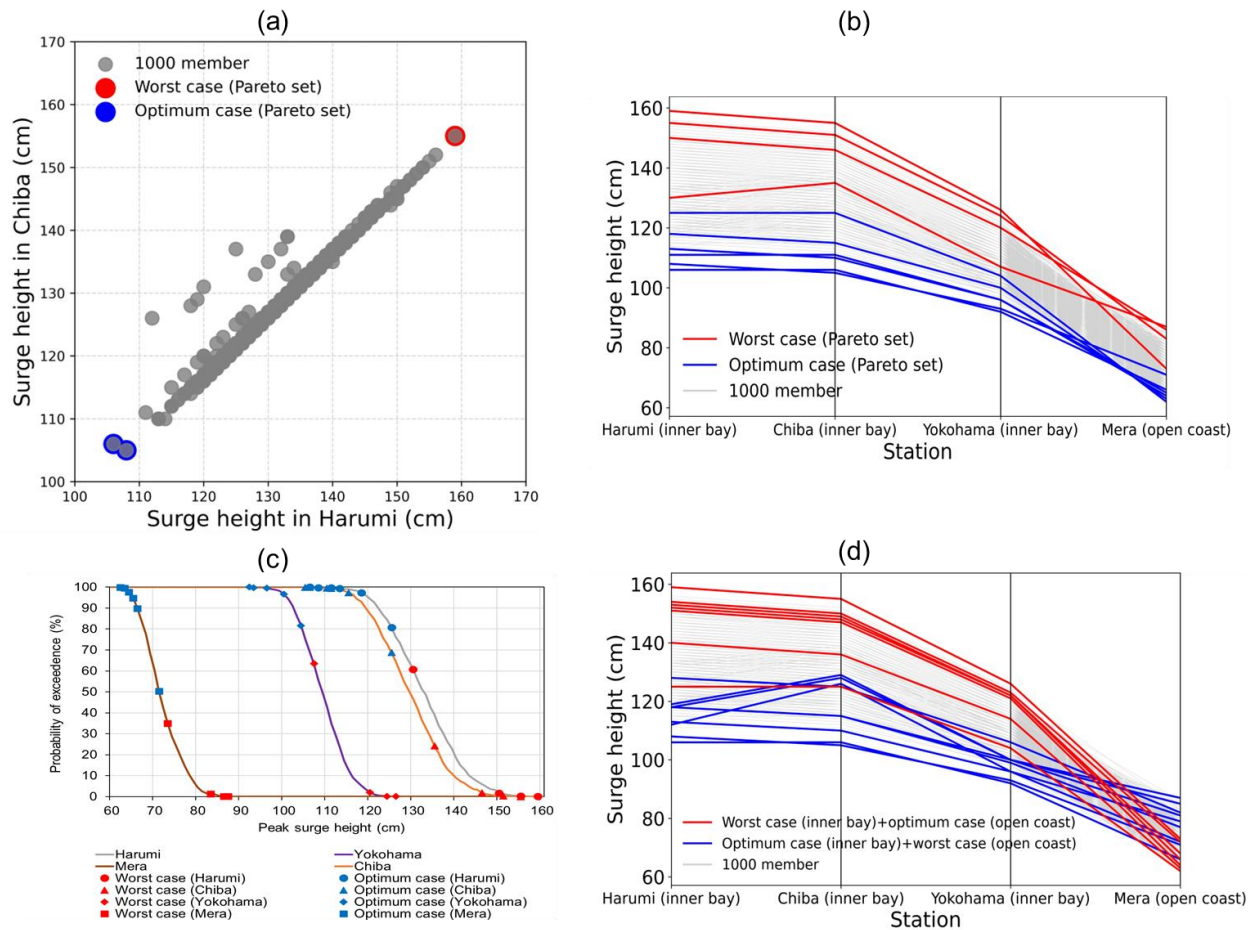 (a)
170
160
150
140
130
120
110
100
100 110 120 130 140 150 160 170
Surge height in Chiba (cm)
Surge height in Harumi (cm)
1000 member
Worst case (Pareto set)
Optimum case (Pareto set)
(b)
160
140
120
100
80
60
Surge height (cm)
Worst case (Pareto set)
Optimum case (Pareto set)
1000 member
Harumi (inner bay) Chiba (inner bay) Yokohama (inner bay) Mera (open coast)
Station
(c)
100
90
80
70
60
50
40
30
20
10
0
Probability of exceedence (%)
60 70 80 90 100 110 120 130 140 150 160
Peak surge height (cm)
Harumi Yokohama
Mera Chiba
Worst case (Harumi) Optimum case (Harumi)
Worst case (Chiba) Optimum case (Chiba)
Worst case (Yokohama) Optimum case (Yokohama)
Worst case (Mera) Optimum case (Mera)
(d)
160
140
120
100
80
60
Surge height (cm)
Worst case (inner bay)+optimum case (open coast)
Optimum case (inner bay)+worst case (open coast)
1000 member
Harumi (inner bay) Chiba (inner bay) Yokohama (inner bay) Mera (open coast)
Station